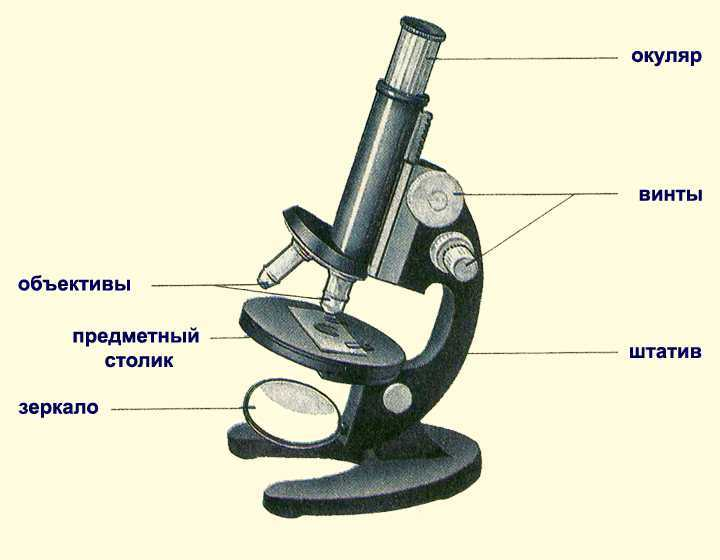 окуляр
винты
объективы
предметный
столик
штатив
зеркало